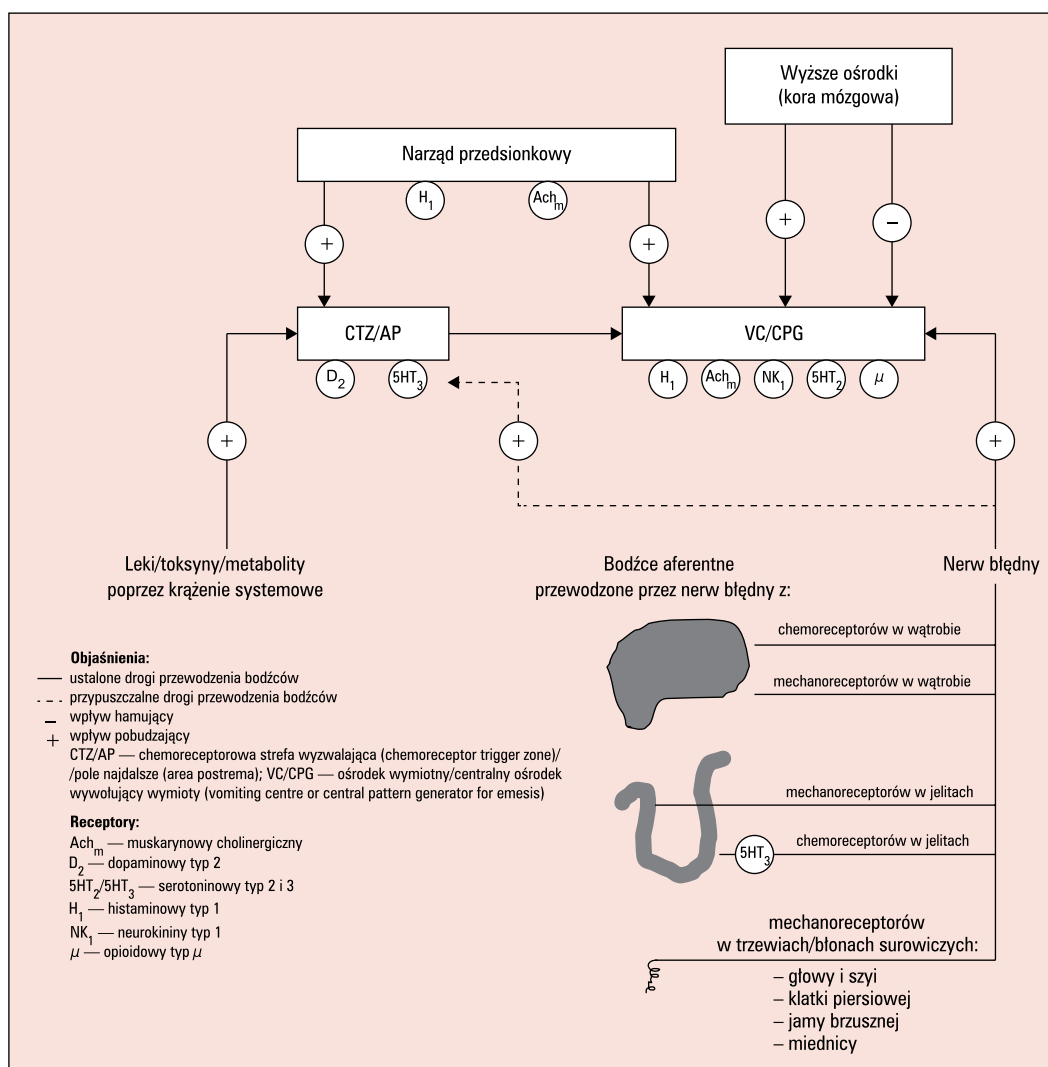 Wyższe ośrodki
(kora mózgowa)
Narząd przedsionkowy
H1
Achm
+
+
+
−
CTZ/AP
VC/CPG
D2
5HT3
H1
Achm
NK1
5HT2
μ
+
+
+
Leki/toksyny/metabolity
poprzez krążenie systemowe
Bodźce aferentne
przewodzone przez nerw błędny z:
Nerw błędny
chemoreceptorów w wątrobie
mechanoreceptorów w wątrobie
mechanoreceptorów w jelitach
5HT3
chemoreceptorów w jelitach
mechanoreceptorów
w trzewiach/błonach surowiczych:
– głowy i szyi
– klatki piersiowej
– jamy brzusznej
– miednicy
Objaśnienia:
— ustalone drogi przewodzenia bodźców
- - - przypuszczalne drogi przewodzenia bodźców
− wpływ hamujący
+ wpływ pobudzający
CTZ/AP — chemoreceptorowa strefa wyzwalająca (chemoreceptor trigger zone)/
/pole najdalsze (area postrema); VC/CPG — ośrodek wymiotny/centralny ośrodek
wywołujący wymioty (vomiting centre or central pattern generator for emesis)
Receptory:
Achm — muskarynowy cholinergiczny
D2 — dopaminowy typ 2
5HT2/5HT3 — serotoninowy typ 2 i 3
H1 — histaminowy typ 1
NK1 — neurokininy typ 1
μ — opioidowy typ μ